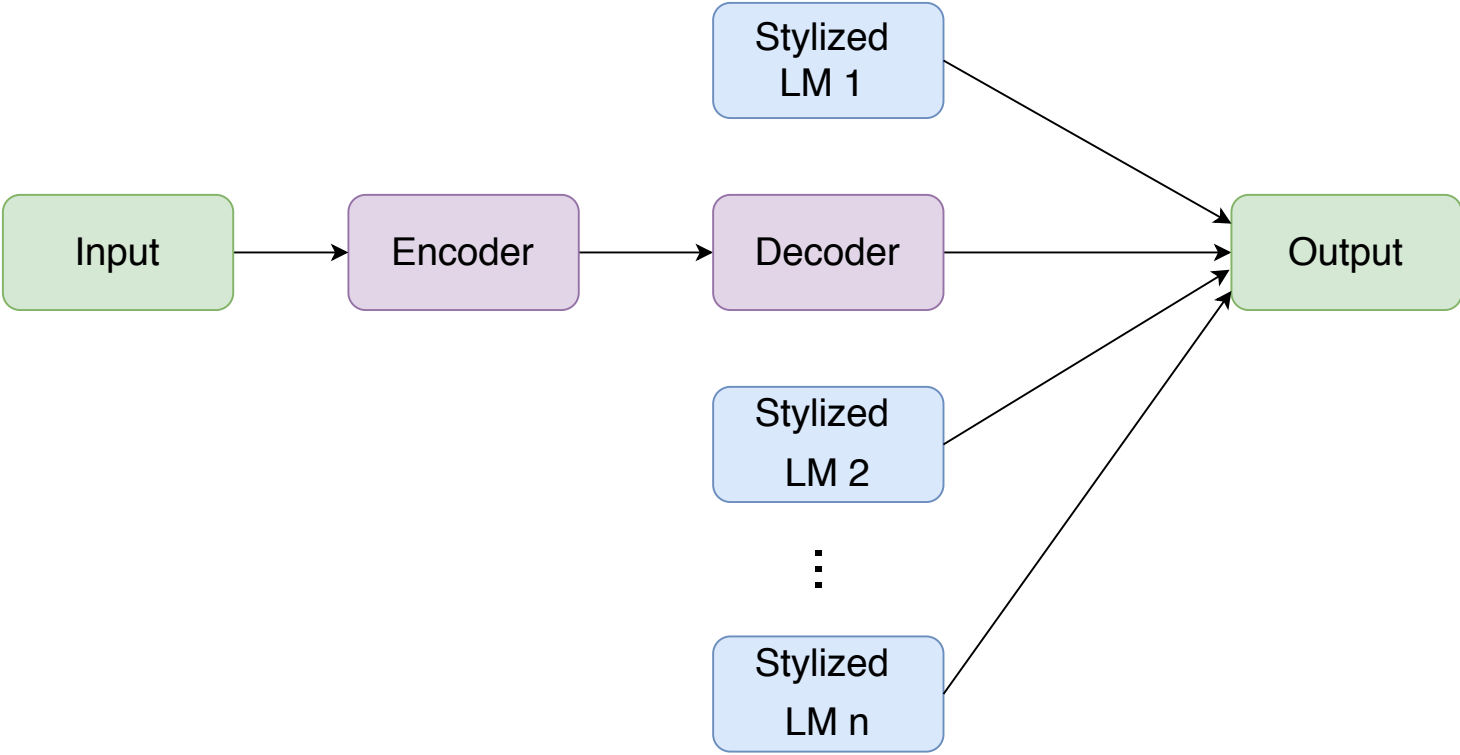 Stylized
LM 1
Input
Encoder
Decoder
Output
Stylized
LM 2
Stylized
LM n